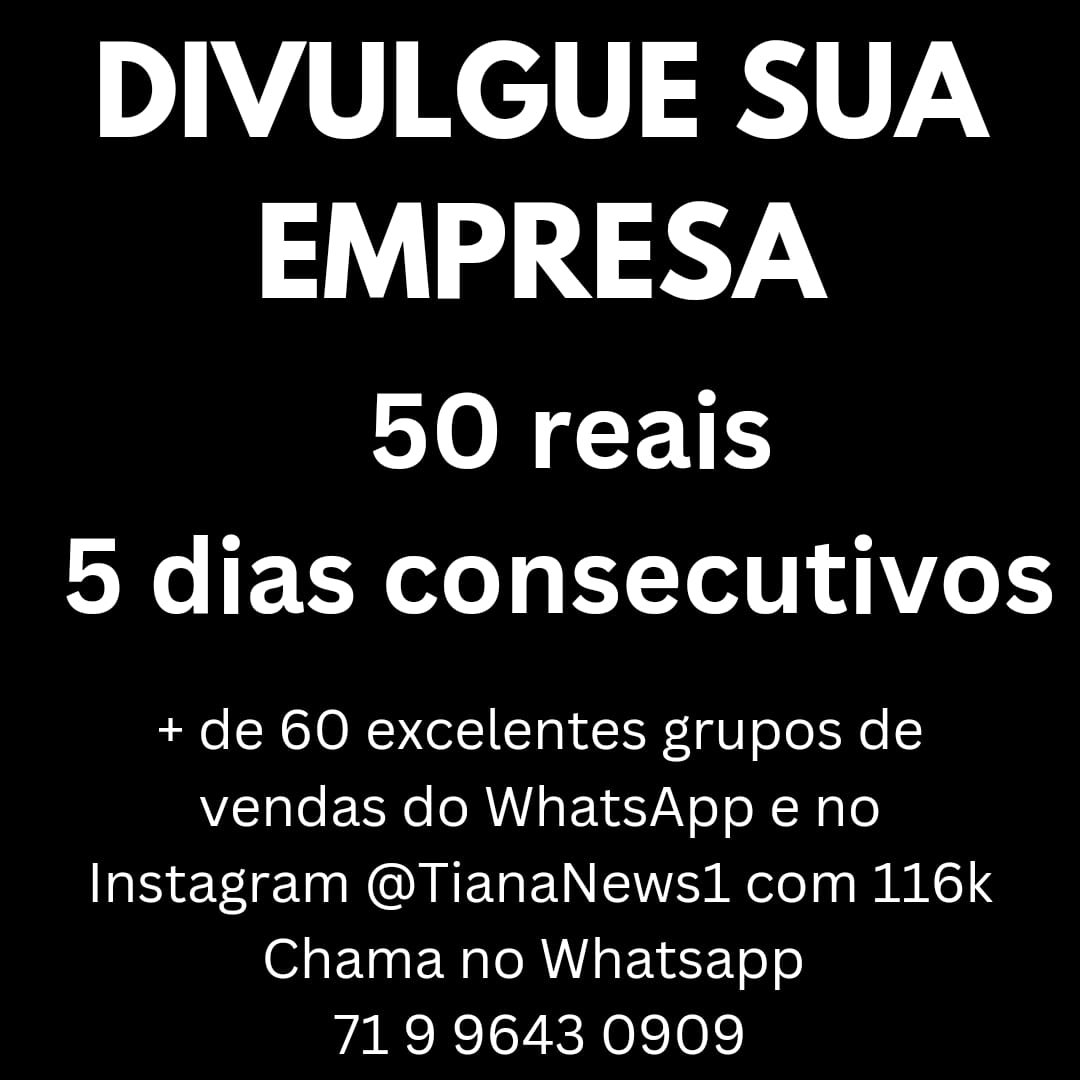 DIVULGUE SUA
EMPRESA
50 reais
5 dias consecutivos
+ de 60 excelentes grupos de
vendas do WhatsApp e no
Instagram @TianaNews1 com 116k
Chama no Whatsapp
71 9 9643 0909